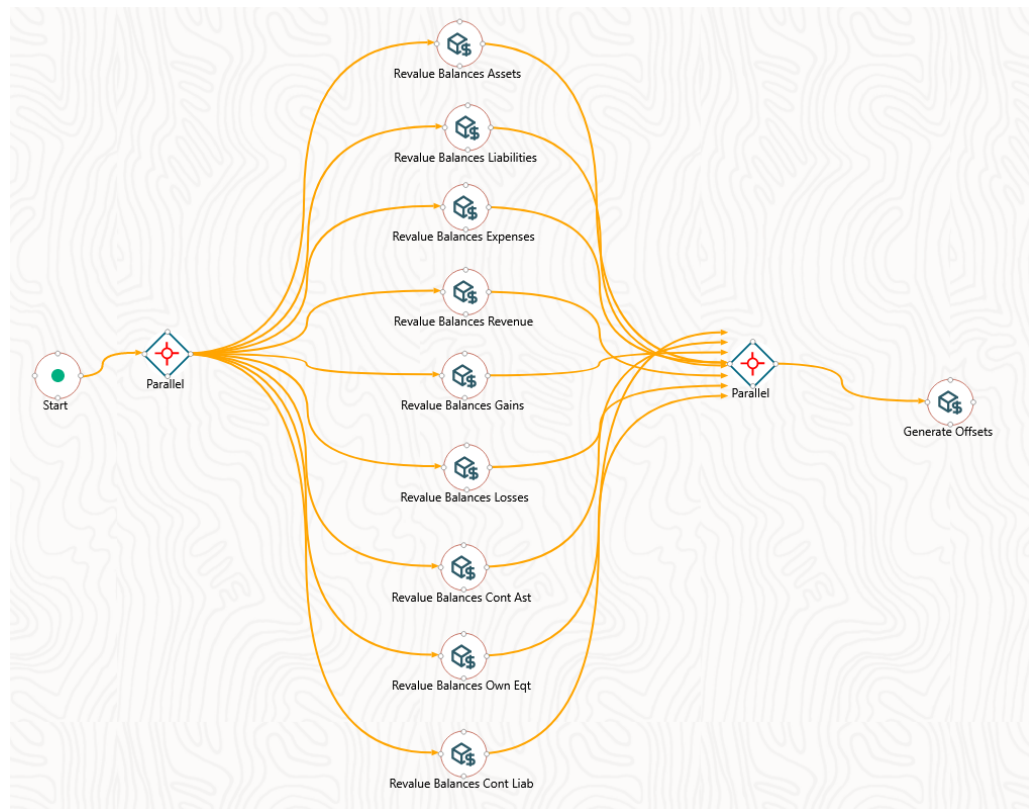 Revalue Balances Assets
Revalue Balances Liabilities
Revalue Balances Expenses
Revalue Balances Revenue
Parallel
Start
Revalue Balances Gains
Parallel
Generate Offsets
Revalue Balances Losses
Revalue Balances Cont Ast
Revalue Balances Own Eqt
Revalue Balances Cont Liab